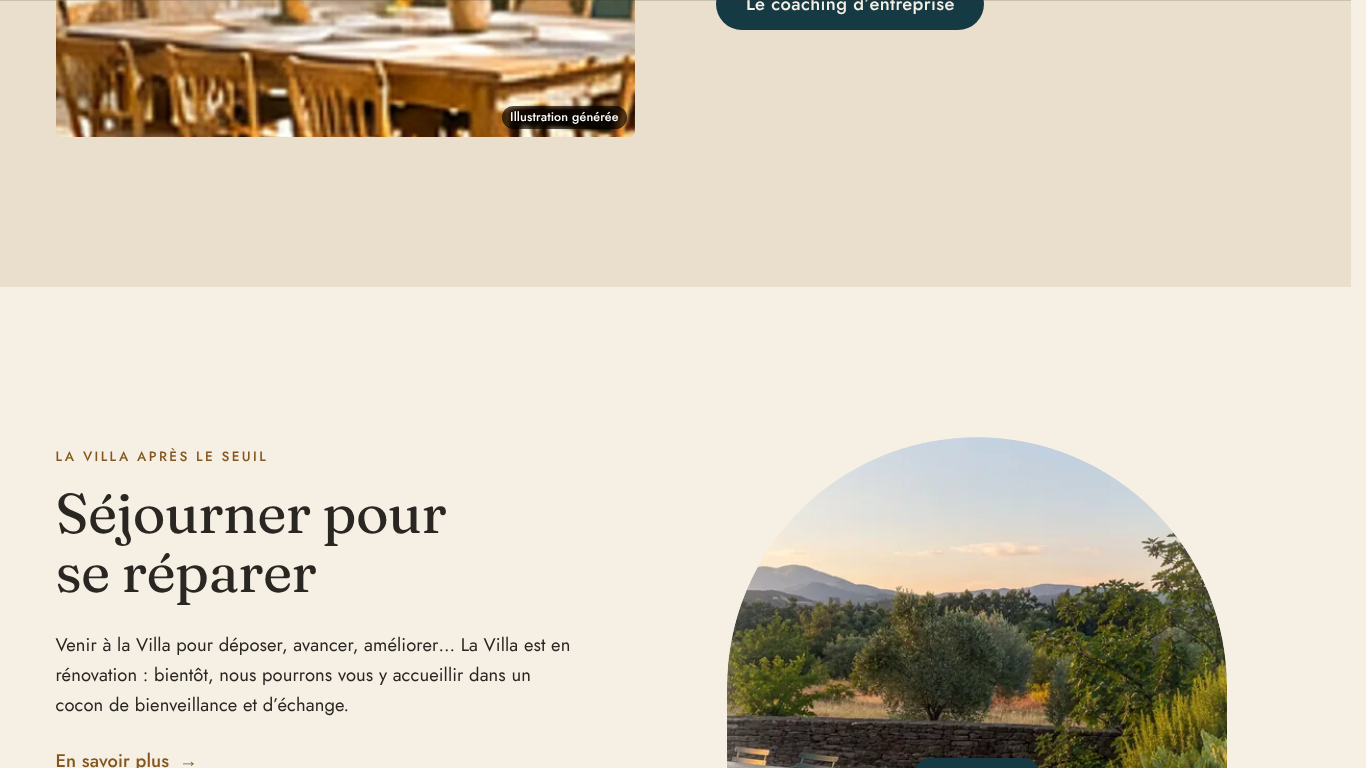 Le coaching d’entreprise
Illustration générée
LA VILLA APRÈS LE SEUIL
Séjourner pour
se réparer
Venir à la Villa pour déposer, avancer, améliorer… La Villa est en
rénovation : bientôt, nous pourrons vous y accueillir dans un
cocon de bienveillance et d’échange.
En savoir plus →